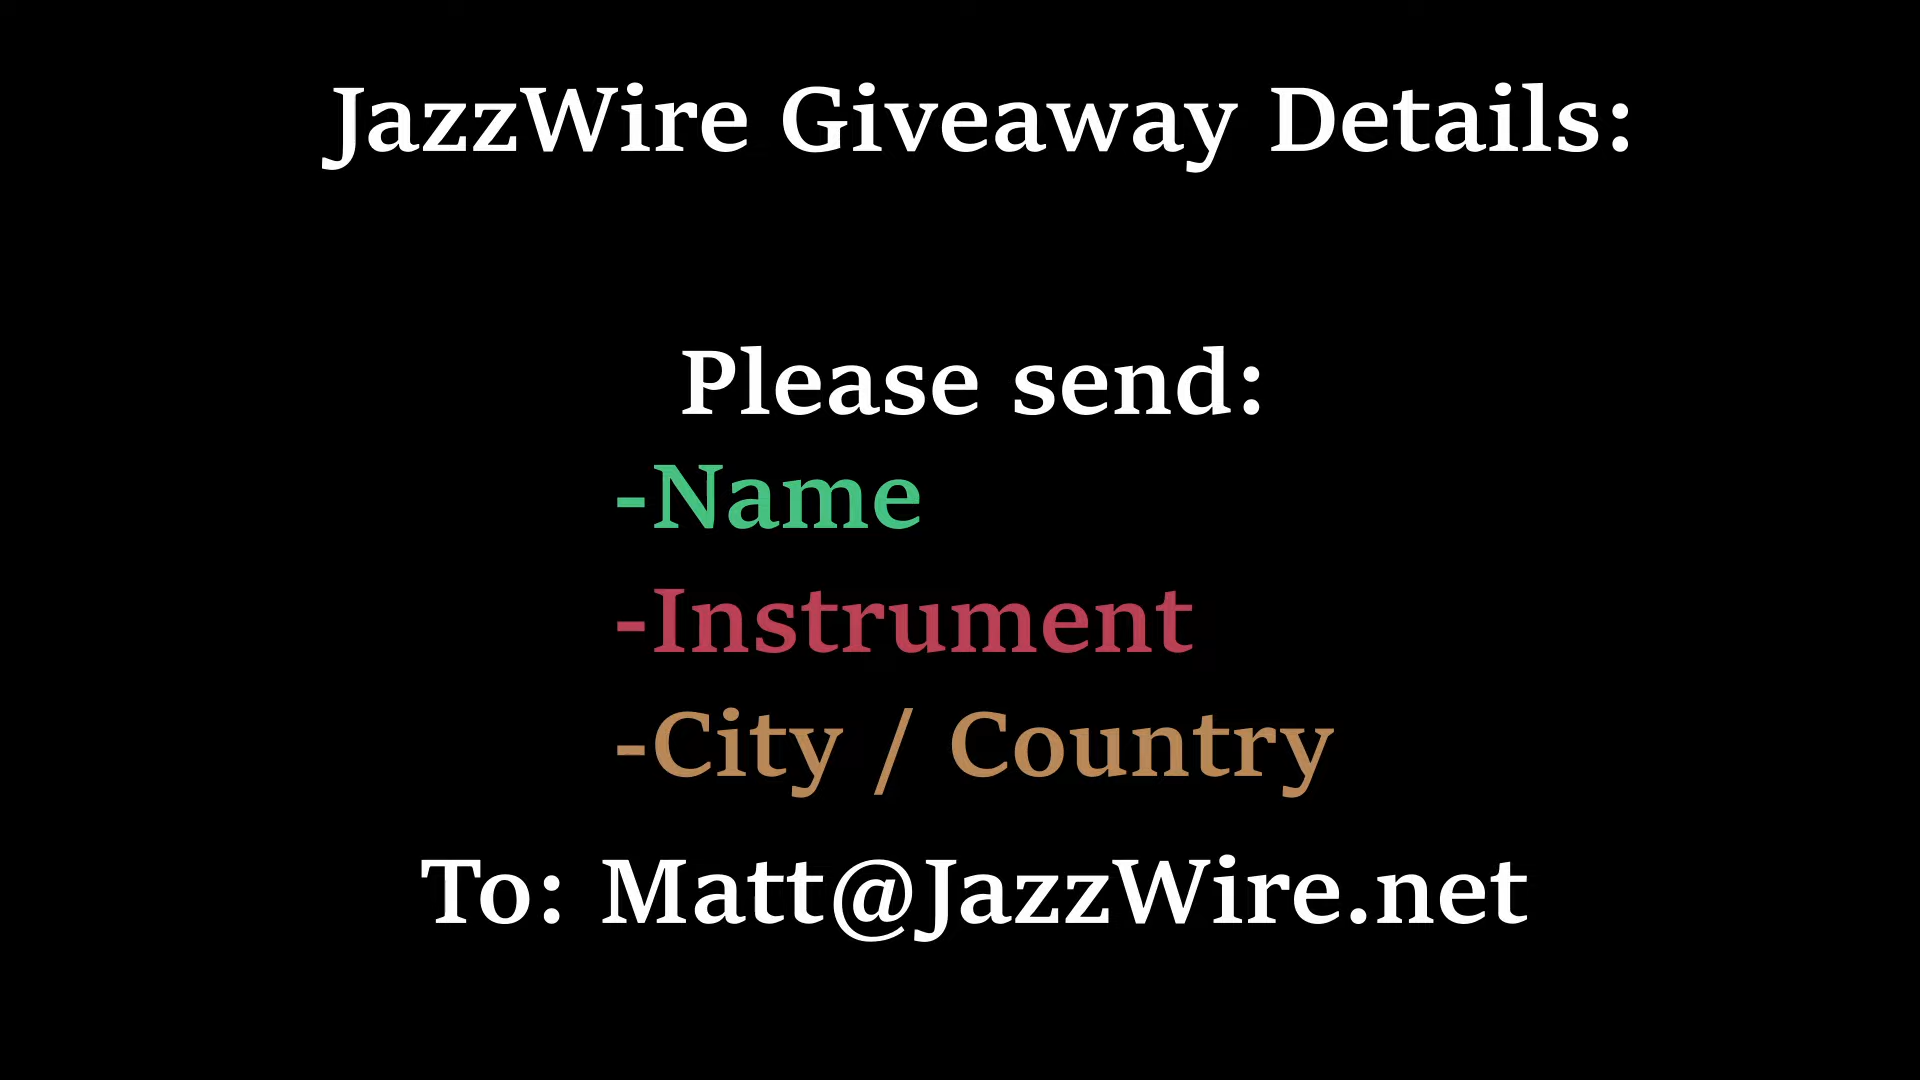 JazzWire Giveaway Details:
Please send:
-Name
-Instrument
-City / Country
To: Matt@JazzWire.net